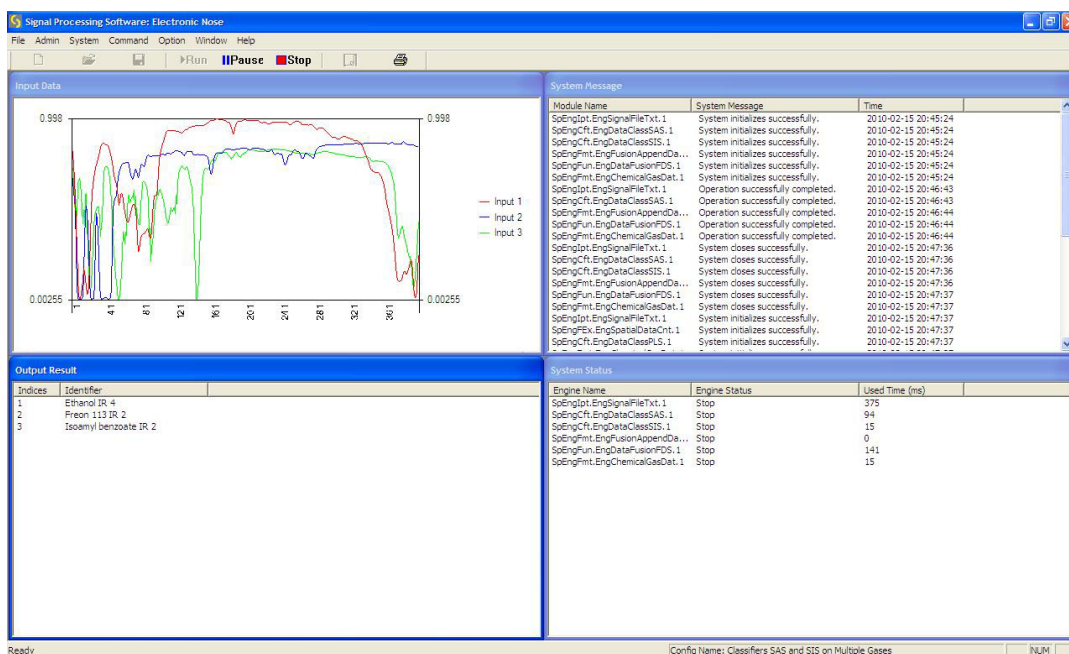 Signal Processing Software: Electronic Nose
File Admin System Command Option Window Help
Run Pause Stop
Input Data
0.998 0.998
Input 1
Input 2
Input 3
0.00255 0.00255
1 41 81 121 161 201 241 281 321 361
System Message
Module Name System Message Time
SpEngIpt.EngSignalFileTxt.1 System initializes successfully. 2010-02-15 20:45:24
SpEngCft.EngDataClassSAS.1 System initializes successfully. 2010-02-15 20:45:24
SpEngCft.EngDataClassSIS.1 System initializes successfully. 2010-02-15 20:45:24
SpEngFmt.EngFusionAppendDa... System initializes successfully. 2010-02-15 20:45:24
SpEngFun.EngDataFusionFDS.1 System initializes successfully. 2010-02-15 20:45:24
SpEngFmt.EngChemicalGasDat.1 System initializes successfully. 2010-02-15 20:45:24
SpEngIpt.EngSignalFileTxt.1 Operation successfully completed. 2010-02-15 20:46:43
SpEngCft.EngDataClassSAS.1 Operation successfully completed. 2010-02-15 20:46:43
SpEngFmt.EngFusionAppendDa... Operation successfully completed. 2010-02-15 20:46:44
SpEngFun.EngDataFusionFDS.1 Operation successfully completed. 2010-02-15 20:46:44
SpEngFmt.EngChemicalGasDat.1 Operation successfully completed. 2010-02-15 20:46:44
SpEngIpt.EngSignalFileTxt.1 System closes successfully. 2010-02-15 20:47:36
SpEngCft.EngDataClassSAS.1 System closes successfully. 2010-02-15 20:47:36
SpEngCft.EngDataClassSIS.1 System closes successfully. 2010-02-15 20:47:36
SpEngFmt.EngFusionAppendDa... System closes successfully. 2010-02-15 20:47:36
SpEngFun.EngDataFusionFDS.1 System closes successfully. 2010-02-15 20:47:37
SpEngFmt.EngChemicalGasDat.1 System closes successfully. 2010-02-15 20:47:37
SpEngIpt.EngSignalFileTxt.1 System initializes successfully. 2010-02-15 20:47:37
SpEngFEx.EngSpatialDataCnt.1 System initializes successfully. 2010-02-15 20:47:37
SpEngCft.EngDataClassPLS.1 System initializes successfully. 2010-02-15 20:47:37
Output Result
Indices Identifier
1 Ethanol IR 4
2 Freon 113 IR 2
3 Isoamyl benzoate IR 2
System Status
Engine Name Engine Status Used Time (ms)
SpEngIpt.EngSignalFileTxt.1 Stop 375
SpEngCft.EngDataClassSAS.1 Stop 94
SpEngCft.EngDataClassSIS.1 Stop 15
SpEngFmt.EngFusionAppendDa... Stop 0
SpEngFun.EngDataFusionFDS.1 Stop 141
SpEngFmt.EngChemicalGasDat.1 Stop 15
Ready Config Name: Classifiers SAS and SIS on Multiple Gases NUM